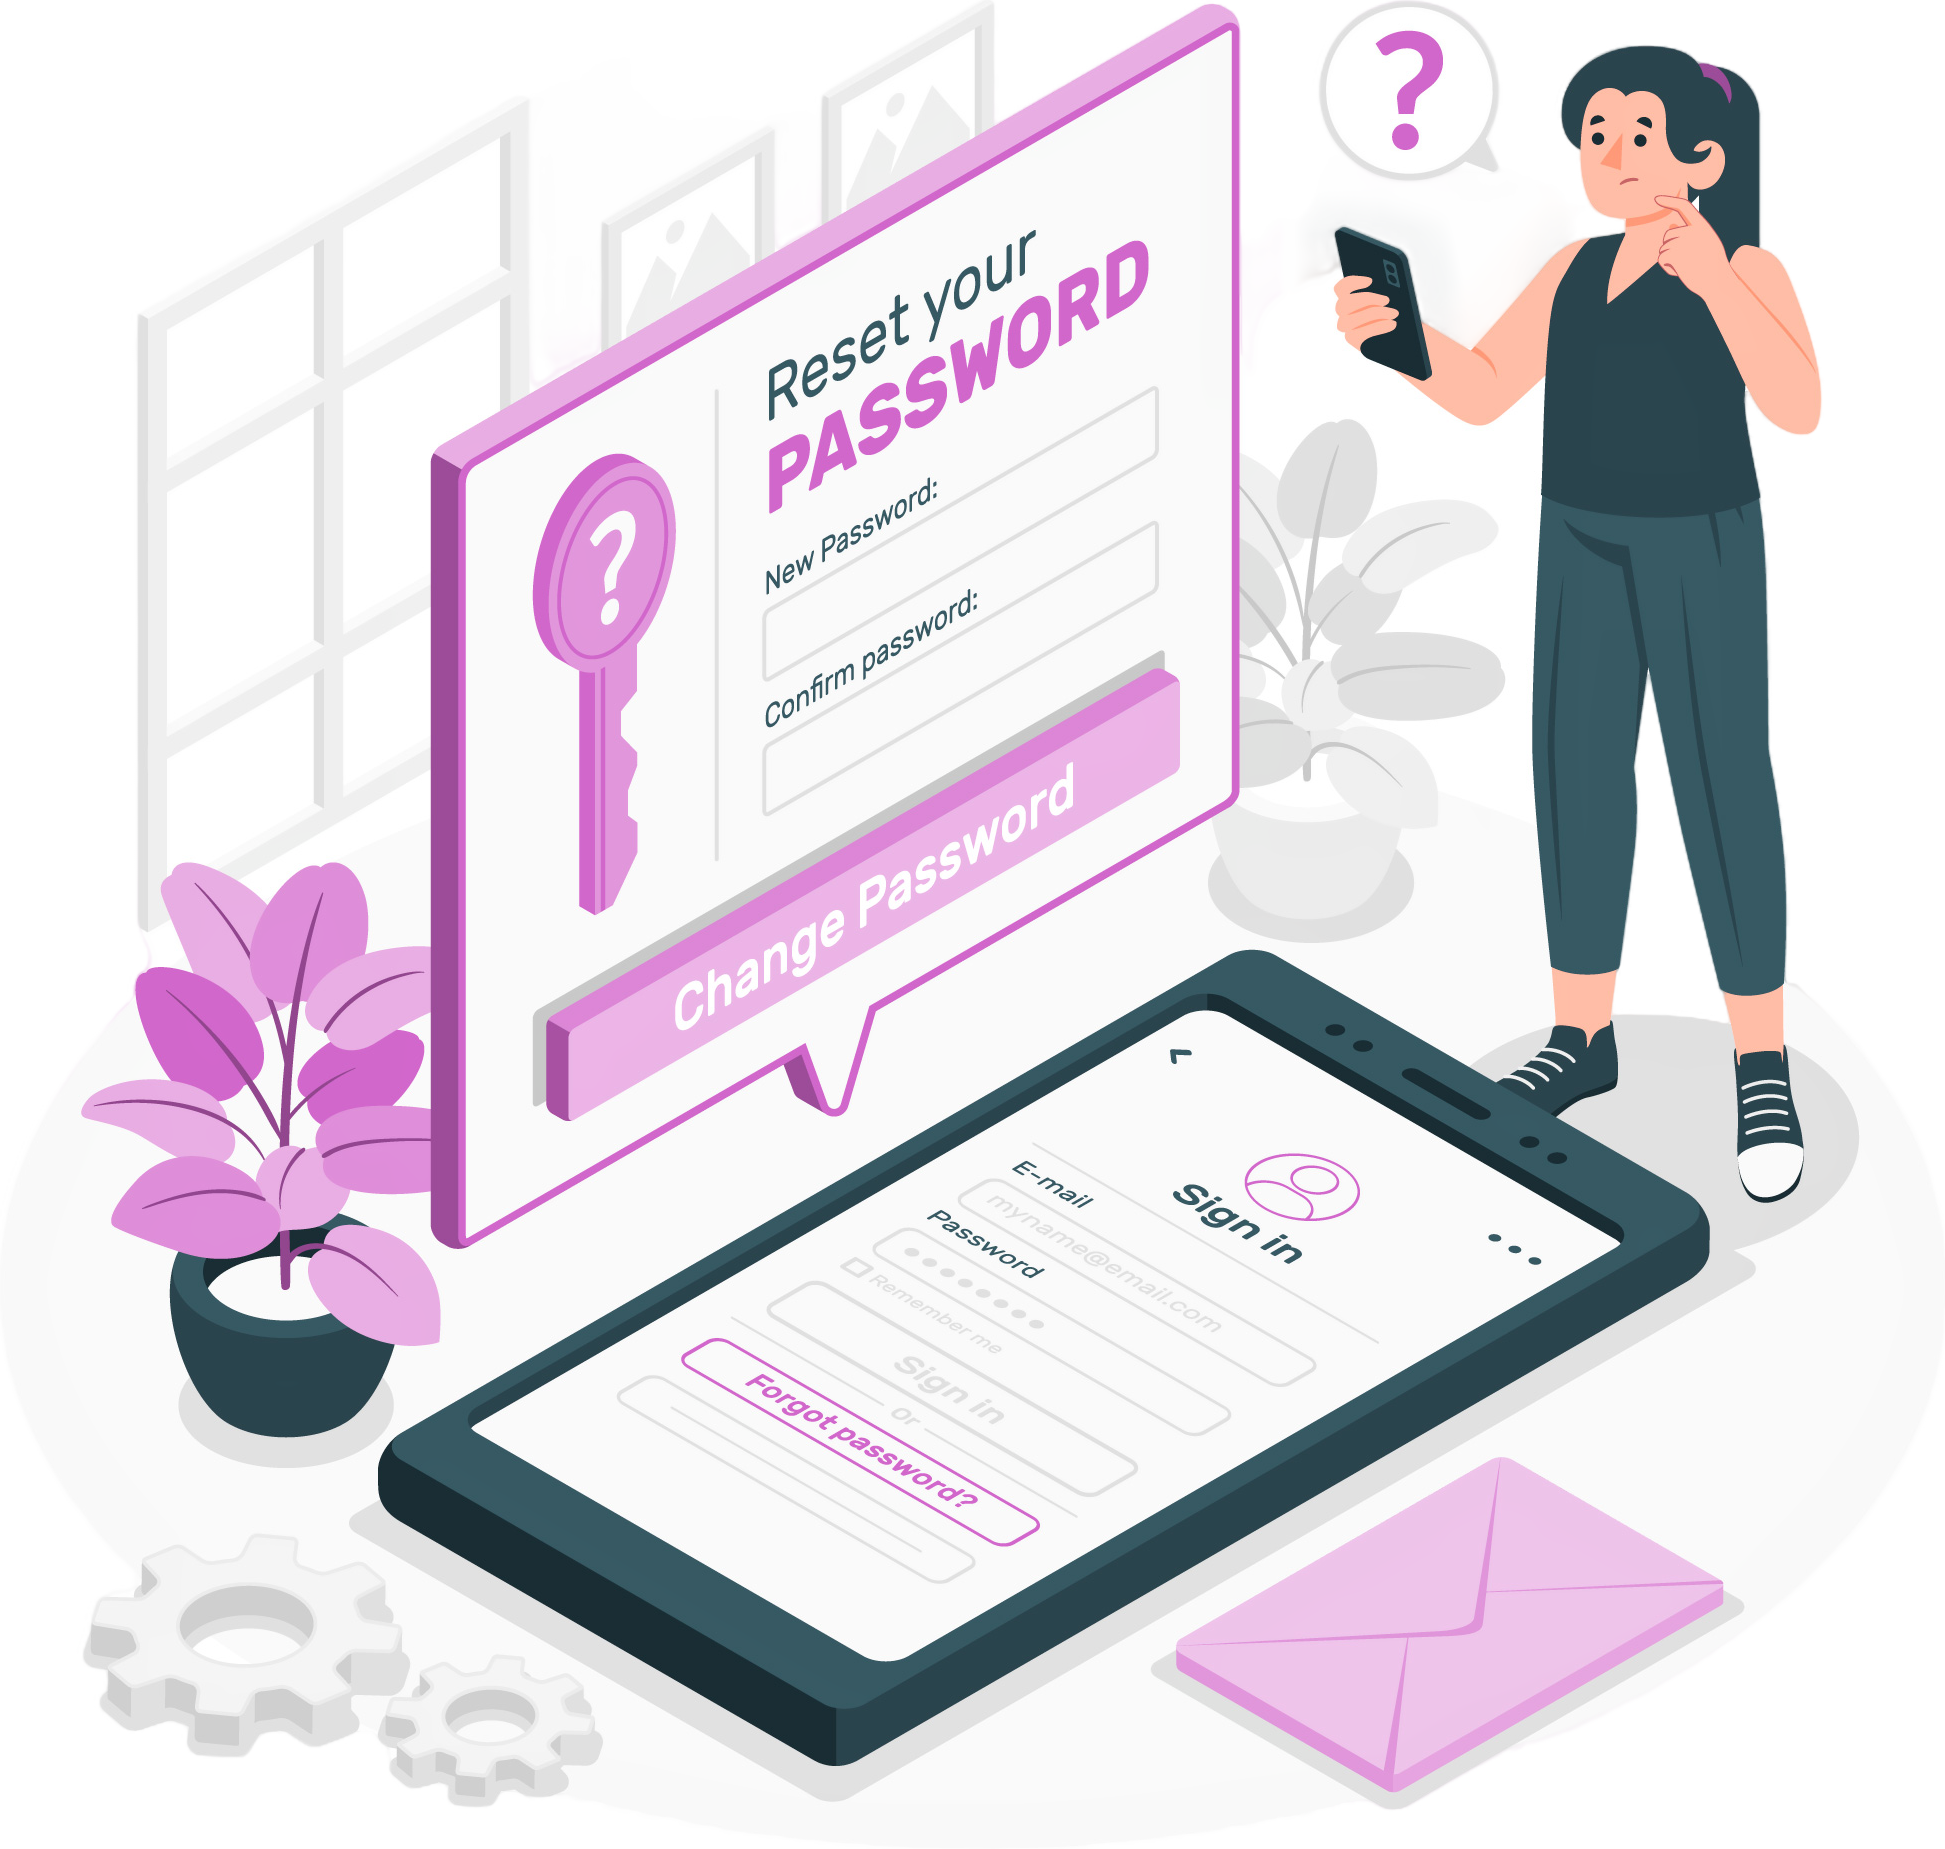 ?
Reset your
PASSWORD
?
New Password:
Confirm password:
Change Password
Sign in
E-mail
myname@email.com
Password
Remember me
Sign in
Or
Forgot password?